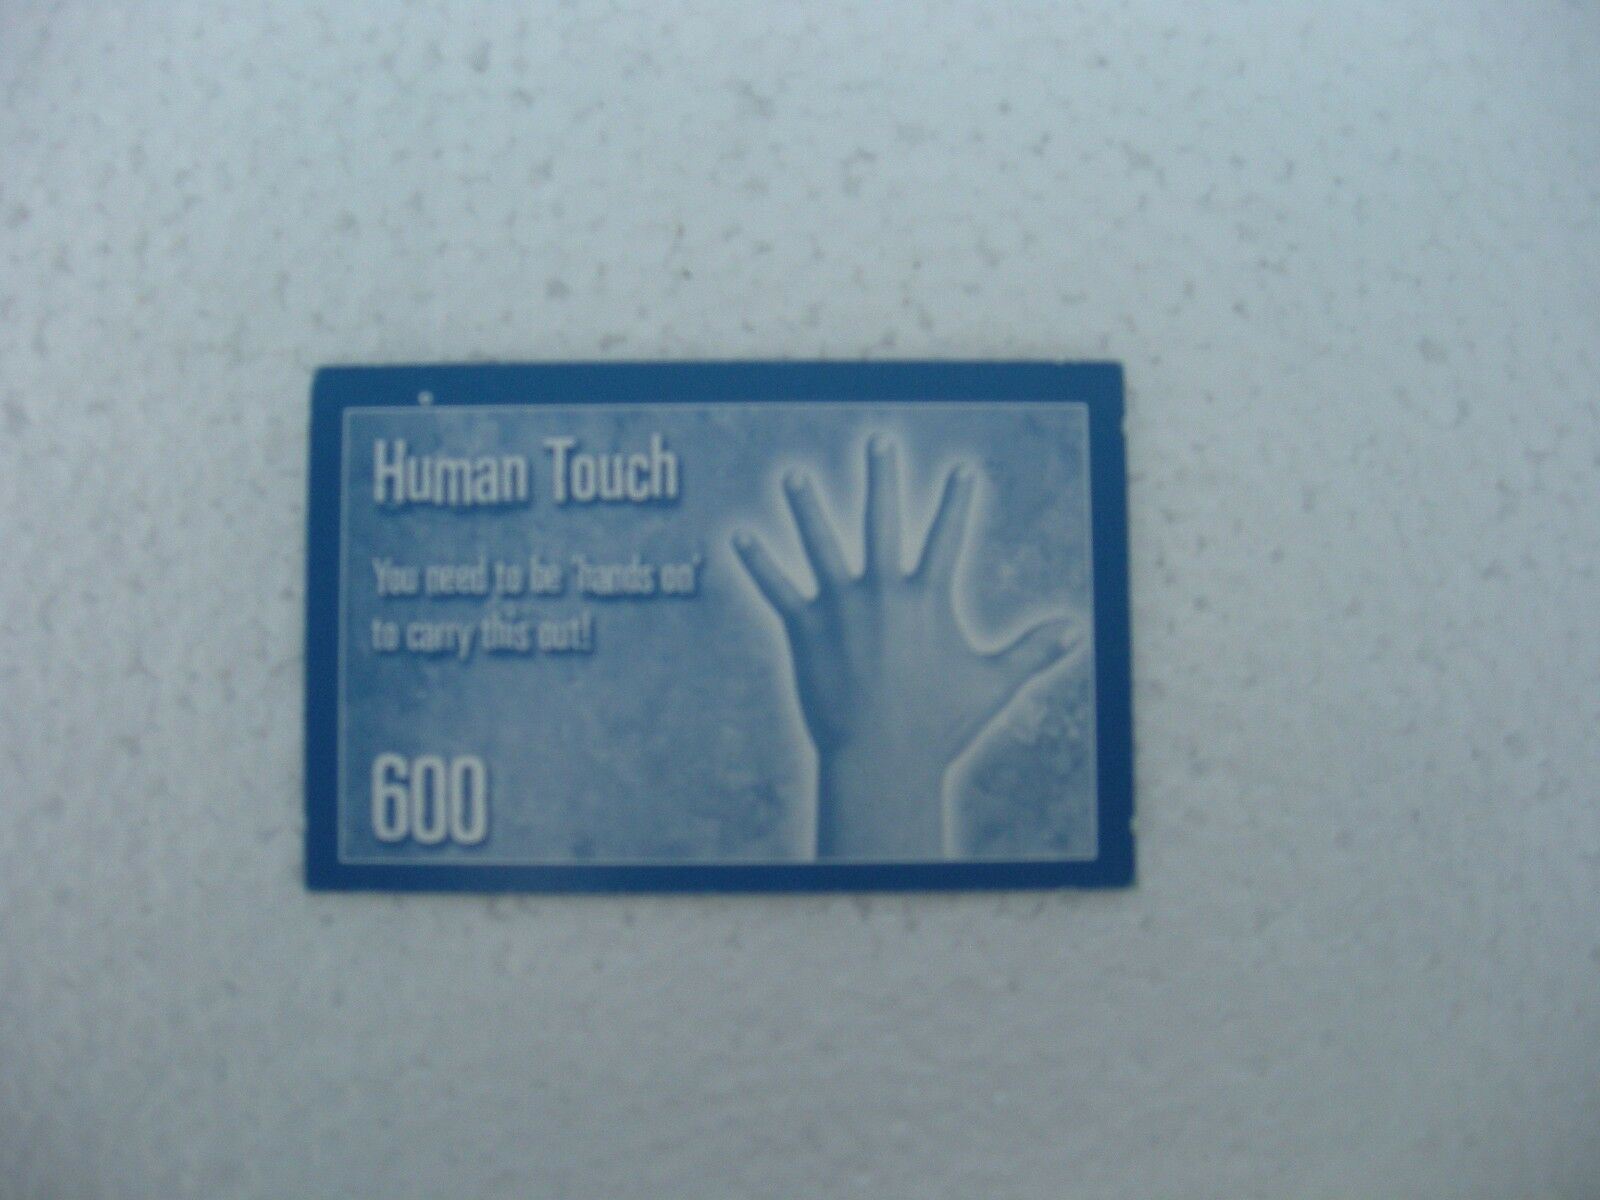 Human Touch
You need to be 'hands on'
to carry this out!
600